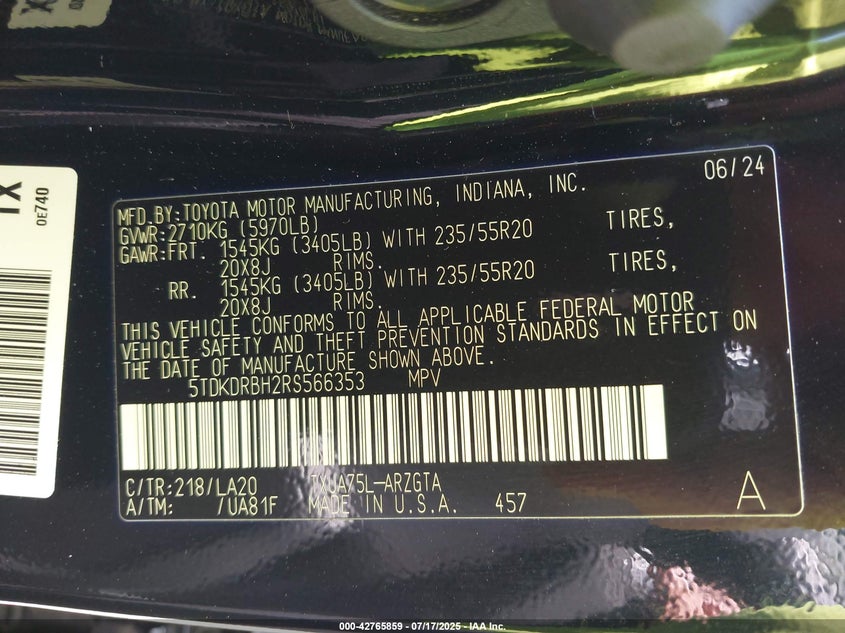 TX
0E740
06/24
MFD.BY:TOYOTA MOTOR MANUFACTURING, INDIANA, INC.
GVWR:2710KG (5970LB)
GAWR:FRT. 1545KG (3405LB) WITH 235/55R20 TIRES,
20X8J RIMS.
RR. 1545KG (3405LB) WITH 235/55R20 TIRES,
20X8J RIMS.
THIS VEHICLE CONFORMS TO ALL APPLICABLE FEDERAL MOTOR
VEHICLE SAFETY AND THEFT PREVENTION STANDARDS IN EFFECT ON
THE DATE OF MANUFACTURE SHOWN ABOVE.
5TDKDRBH2RS566353 MPV
C/TR:218/LA20 TXUA75L-ARZGTA
A/TM: /UA81F MADE IN U.S.A. 457 A
000-42765859 - 07/17/2025 - IAA Inc.